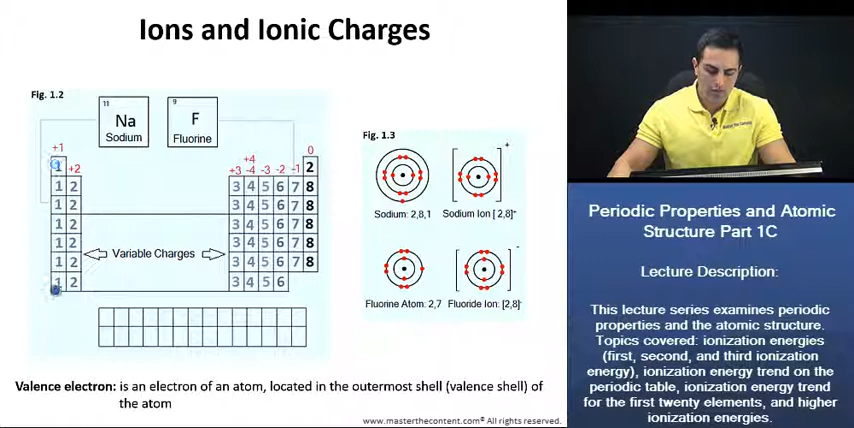 Ions and Ionic Charges
Fig. 1.2
11
Na
Sodium
9
F
Fluorine
+1
+2
+3
+4
-4
-3
-2
-1
0
1 2
1 2 3 4 5 6 7 8
1 2 3 4 5 6 7 8
1 2 3 4 5 6 7 8
1 2 3 4 5 6 7 8
1 2 3 4 5 6 7 8
1 2 3 4 5 6
Variable Charges
Fig. 1.3
+
Sodium: 2,8,1
Sodium Ion [ 2,8]+
-
Fluorine Atom: 2,7
Fluoride Ion: [2,8]-
Valence electron: is an electron of an atom, located in the outermost shell (valence shell) of
the atom
www.masterthecontent.com® All rights reserved.
Periodic Properties and Atomic
Structure Part 1C
Lecture Description:
This lecture series examines periodic
properties and the atomic structure.
Topics covered: ionization energies
(first, second, and third ionization
energy), ionization energy trend on the
periodic table, ionization energy trend
for the first twenty elements, and higher
ionization energies.